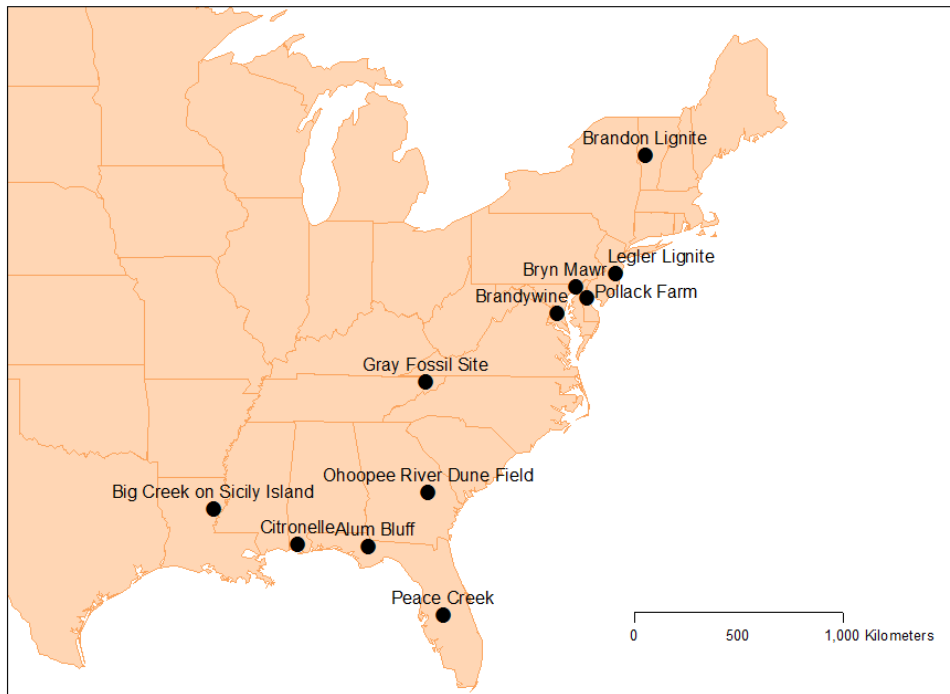 Brandon Lignite
Legler Lignite
Bryn Mawr
Pollack Farm
Brandywine
Gray Fossil Site
Ohoopee River Dune Field
Big Creek on Sicily Island
Citronelle
Alum Bluff
Peace Creek
0 500 1,000 Kilometers